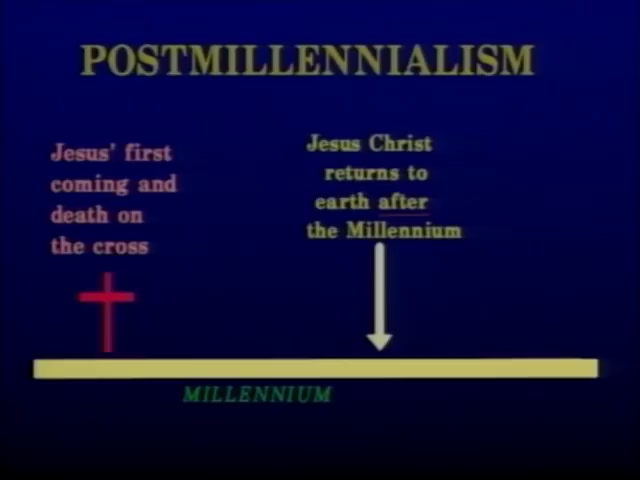 POSTMILLENNIALISM
Jesus' first
coming and
death on
the cross
Jesus Christ
returns to
earth after
the Millennium
MILLENNIUM